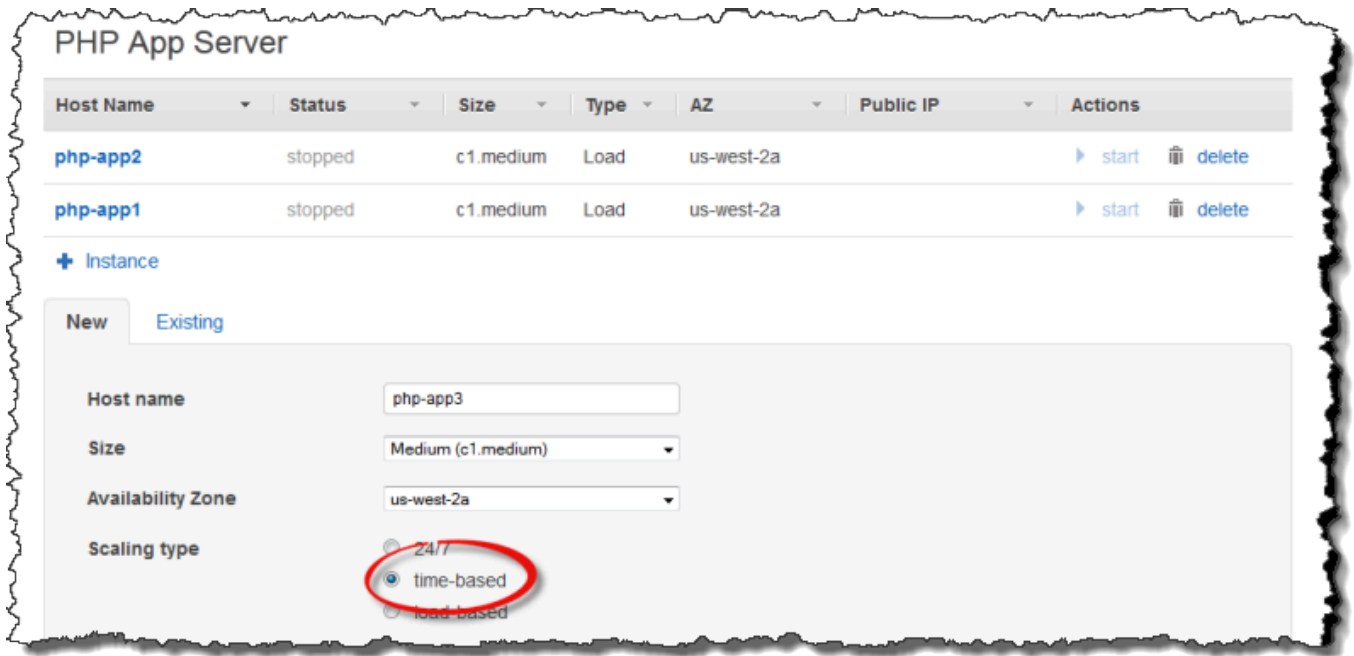 PHP App Server
Host Name Status Size Type AZ Public IP Actions
php-app2 stopped c1.medium Load us-west-2a start delete
php-app1 stopped c1.medium Load us-west-2a start delete
Instance
New Existing
Host name php-app3
Size Medium (c1.medium)
Availability Zone us-west-2a
Scaling type 24/7
time-based
load-based